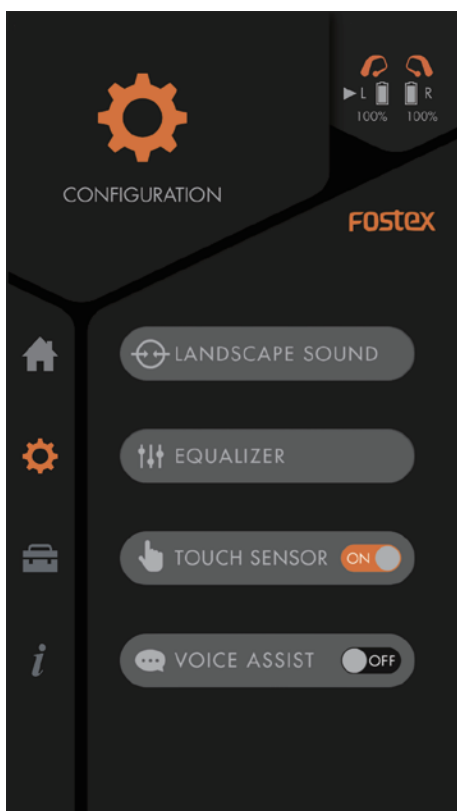 L R
100% 100%
CONFIGURATION
FOSTEX
LANDSCAPE SOUND
EQUALIZER
TOUCH SENSOR ON
VOICE ASSIST OFF
i